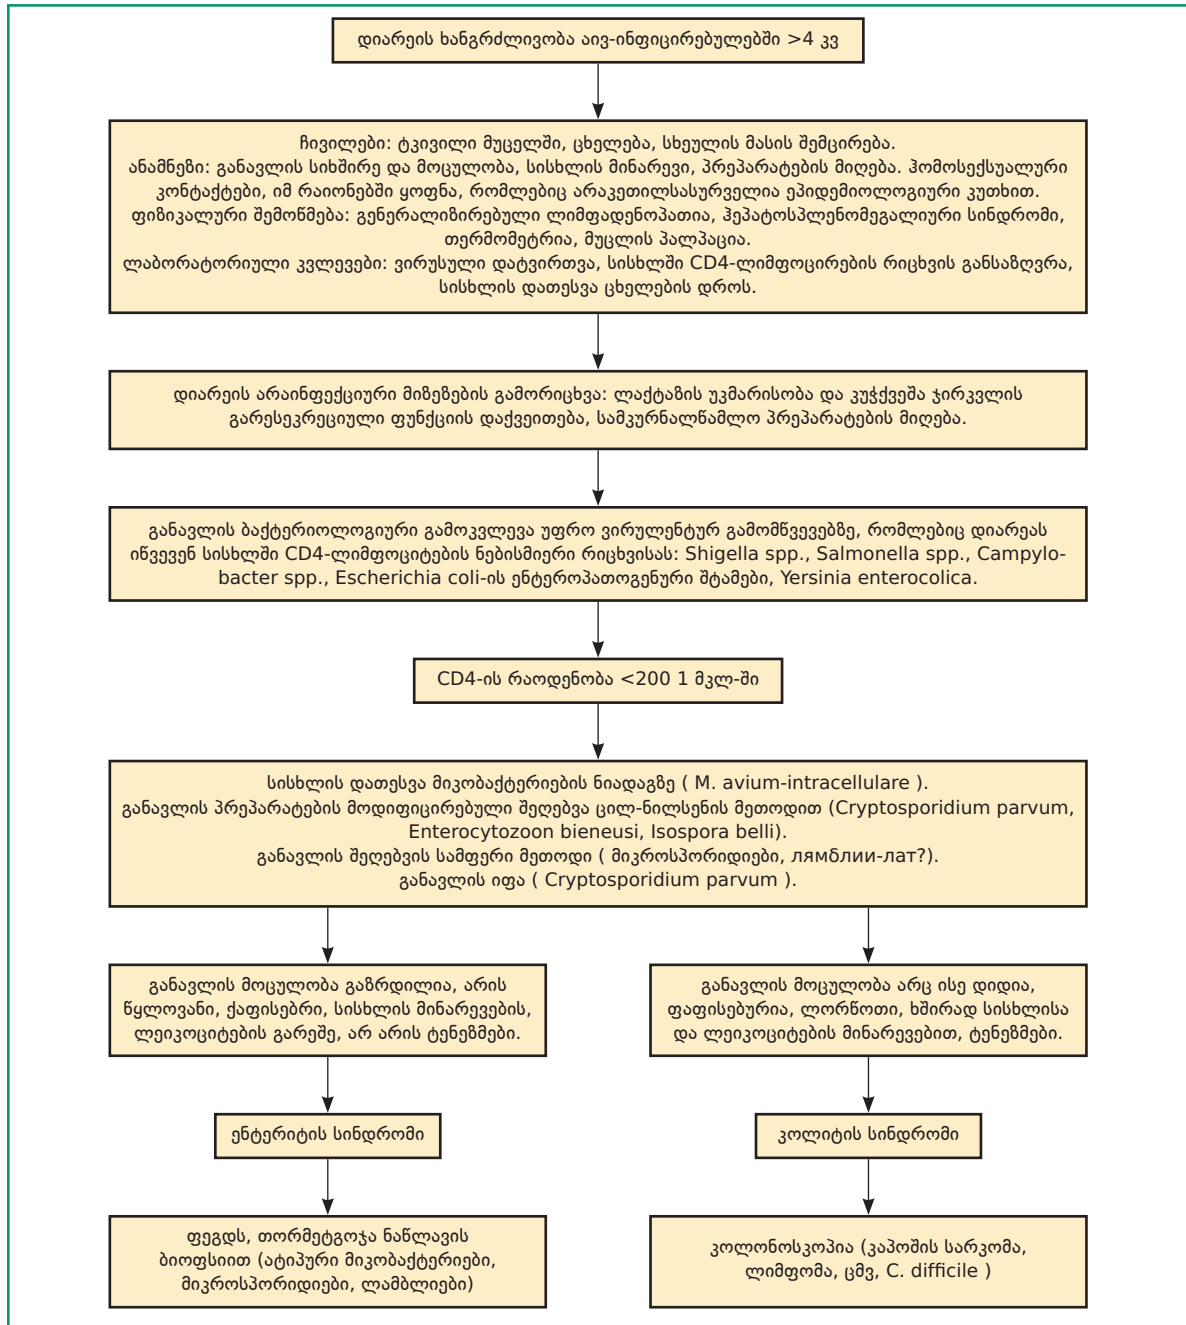 დიარეის ხანგრძლივობა აივ-ინფიცირებულებში >4 კვ
ჩივილები: ტკივილი მუცელში, ცხელება, სხეულის მასის შემცირება.
ანამნეზი: განავლის სიხშირე და მოცულობა, სისხლის მინარევი, პრეპარატების მიღება. ჰომოსექსუალური
კონტაქტები, იმ რაიონებში ყოფნა, რომლებიც არაკეთილსასურველია ეპიდემიოლოგიური კუთხით.
ფიზიკალური შემოწმება: გენერალიზირებული ლიმფადენოპათია, ჰეპატოსპლენომეგალიური სინდრომი,
თერმომეტრია, მუცლის პალპაცია.
ლაბორატორიული კვლევები: ვირუსული დატვირთვა, სისხლში CD4-ლიმფოცირების რიცხვის განსაზღვრა,
სისხლის დათესვა ცხელების დროს.
დიარეის არაინფექციური მიზეზების გამორიცხვა: ლაქტაზის უკმარისობა და კუჭქვეშა ჯირკვლის
გარესეკრეციული ფუნქციის დაქვეითება, სამკურნალწამლო პრეპარატების მიღება.
განავლის ბაქტერიოლოგიური გამოკვლევა უფრო ვირულენტურ გამომწვევებზე, რომლებიც დიარეას
იწვევენ სისხლში CD4-ლიმფოციტების ნებისმიერი რიცხვისას: Shigella spp., Salmonella spp., Campylo-
bacter spp., Escherichia coli-ის ენტეროპათოგენური შტამები, Yersinia enterocolica.
CD4-ის რაოდენობა <200 1 მკლ-ში
სისხლის დათესვა მიკობაქტერიების ნიადაგზე ( M. avium-intracellulare ).
განავლის პრეპარატების მოდიფიცირებული შეღებვა ცილ-ნილსენის მეთოდით (Cryptosporidium parvum,
Enterocytozoon bieneusi, Isospora belli).
განავლის შეღებვის სამფერი მეთოდი ( მიკროსპორიდიები, лямблии-лат?).
განავლის იფა ( Cryptosporidium parvum ).
განავლის მოცულობა გაზრდილია, არის
წყლოვანი, ქაფისებრი, სისხლის მინარევების,
ლეიკოციტების გარეშე, არ არის ტენეზმები.
განავლის მოცულობა არც ისე დიდია,
ფაფისებურია, ლორწოთი, ხშირად სისხლისა
და ლეიკოციტების მინარევებით, ტენეზმები.
ენტერიტის სინდრომი
კოლიტის სინდრომი
ფეგდს, თორმეტგოჯა ნაწლავის
ბიოფსიით (ატიპური მიკობაქტერიები,
მიკროსპორიდიები, ლამბლიები)
კოლონოსკოპია (კაპოშის სარკომა,
ლიმფომა, ცმვ, C. difficile )